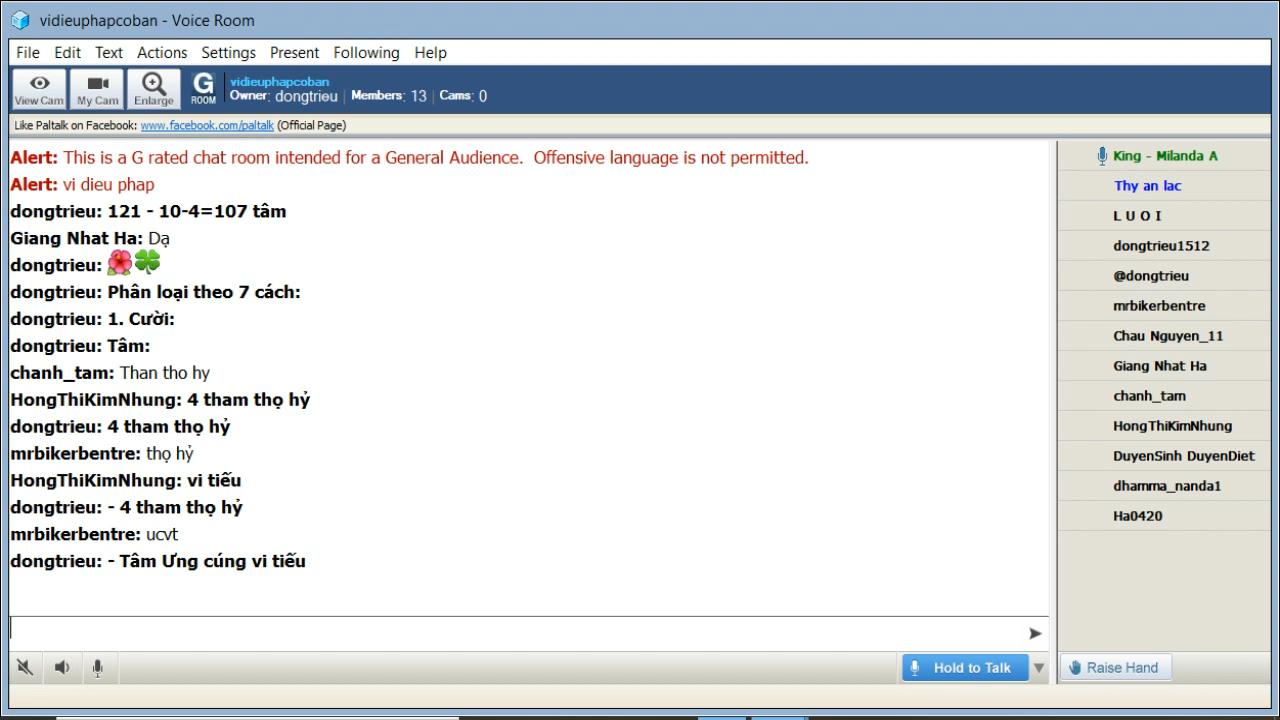 vidieuphapcoban - Voice Room
File Edit Text Actions Settings Present Following Help
View Cam My Cam Enlarge G ROOM
vidieuphapcoban
Owner: dongtrieu | Members: 13 | Cams: 0
Like Paltalk on Facebook: www.facebook.com/paltalk (Official Page)
Alert: This is a G rated chat room intended for a General Audience. Offensive language is not permitted.
Alert: vi dieu phap
dongtrieu: 121 - 10-4=107 tâm
Giang Nhat Ha: Dạ
dongtrieu:
dongtrieu: Phân loại theo 7 cách:
dongtrieu: 1. Cười:
dongtrieu: Tâm:
chanh_tam: Than tho hy
HongThiKimNhung: 4 tham thọ hỷ
dongtrieu: 4 tham thọ hỷ
mrbikerbentre: thọ hỷ
HongThiKimNhung: vi tiếu
dongtrieu: - 4 tham thọ hỷ
mrbikerbentre: ucvt
dongtrieu: - Tâm Ưng cúng vi tiếu
King - Milanda A
Thy an lac
L U O I
dongtrieu1512
@dongtrieu
mrbikerbentre
Chau Nguyen_11
Giang Nhat Ha
chanh_tam
HongThiKimNhung
DuyenSinh DuyenDiet
dhamma_nanda1
Ha0420
Hold to Talk
Raise Hand